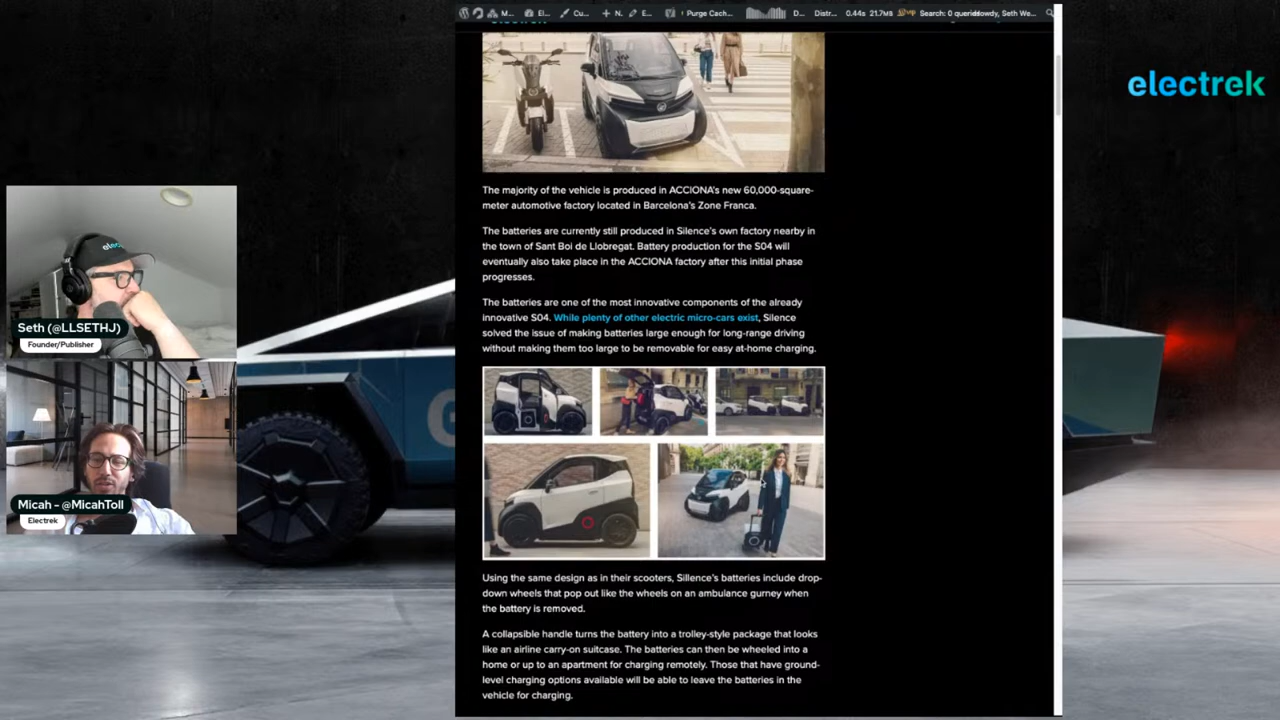 M...
El...
Cu...
N.
E...
Purge Cach...
D...
Distr...
0.44s 21.7MB
Search: 0 queries
electrek
The majority of the vehicle is produced in ACCIONA's new 60,000-square-
meter automotive factory located in Barcelona's Zone Franca.
The batteries are currently still produced in Silence's own factory nearby in
the town of Sant Boi de Llobregat. Battery production for the S04 will
eventually also take place in the ACCIONA factory after this initial phase
progresses.
The batteries are one of the most innovative components of the already
innovative S04. While plenty of other electric micro-cars exist, Silence
solved the issue of making batteries large enough for long-range driving
without making them too large to be removable for easy at-home charging.
Using the same design as in their scooters, Sillence's batteries include drop-
down wheels that pop out like the wheels on an ambulance gurney when
the battery is removed.
A collapsible handle turns the battery into a trolley-style package that looks
like an airline carry-on suitcase. The batteries can then be wheeled into a
home or up to an apartment for charging remotely. Those that have ground-
level charging options available will be able to leave the batteries in the
vehicle for charging.
Seth (@LLSETHJ)
Founder/Publisher
Micah - @MicahToll
Electrek